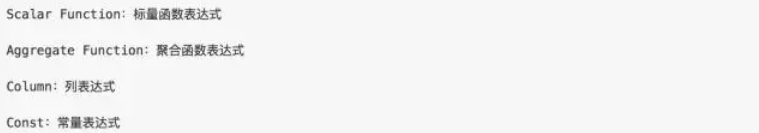 Scalar Function：标量函数表达式
Aggregate Function：聚合函数表达式
Column：列表达式
Const：常量表达式